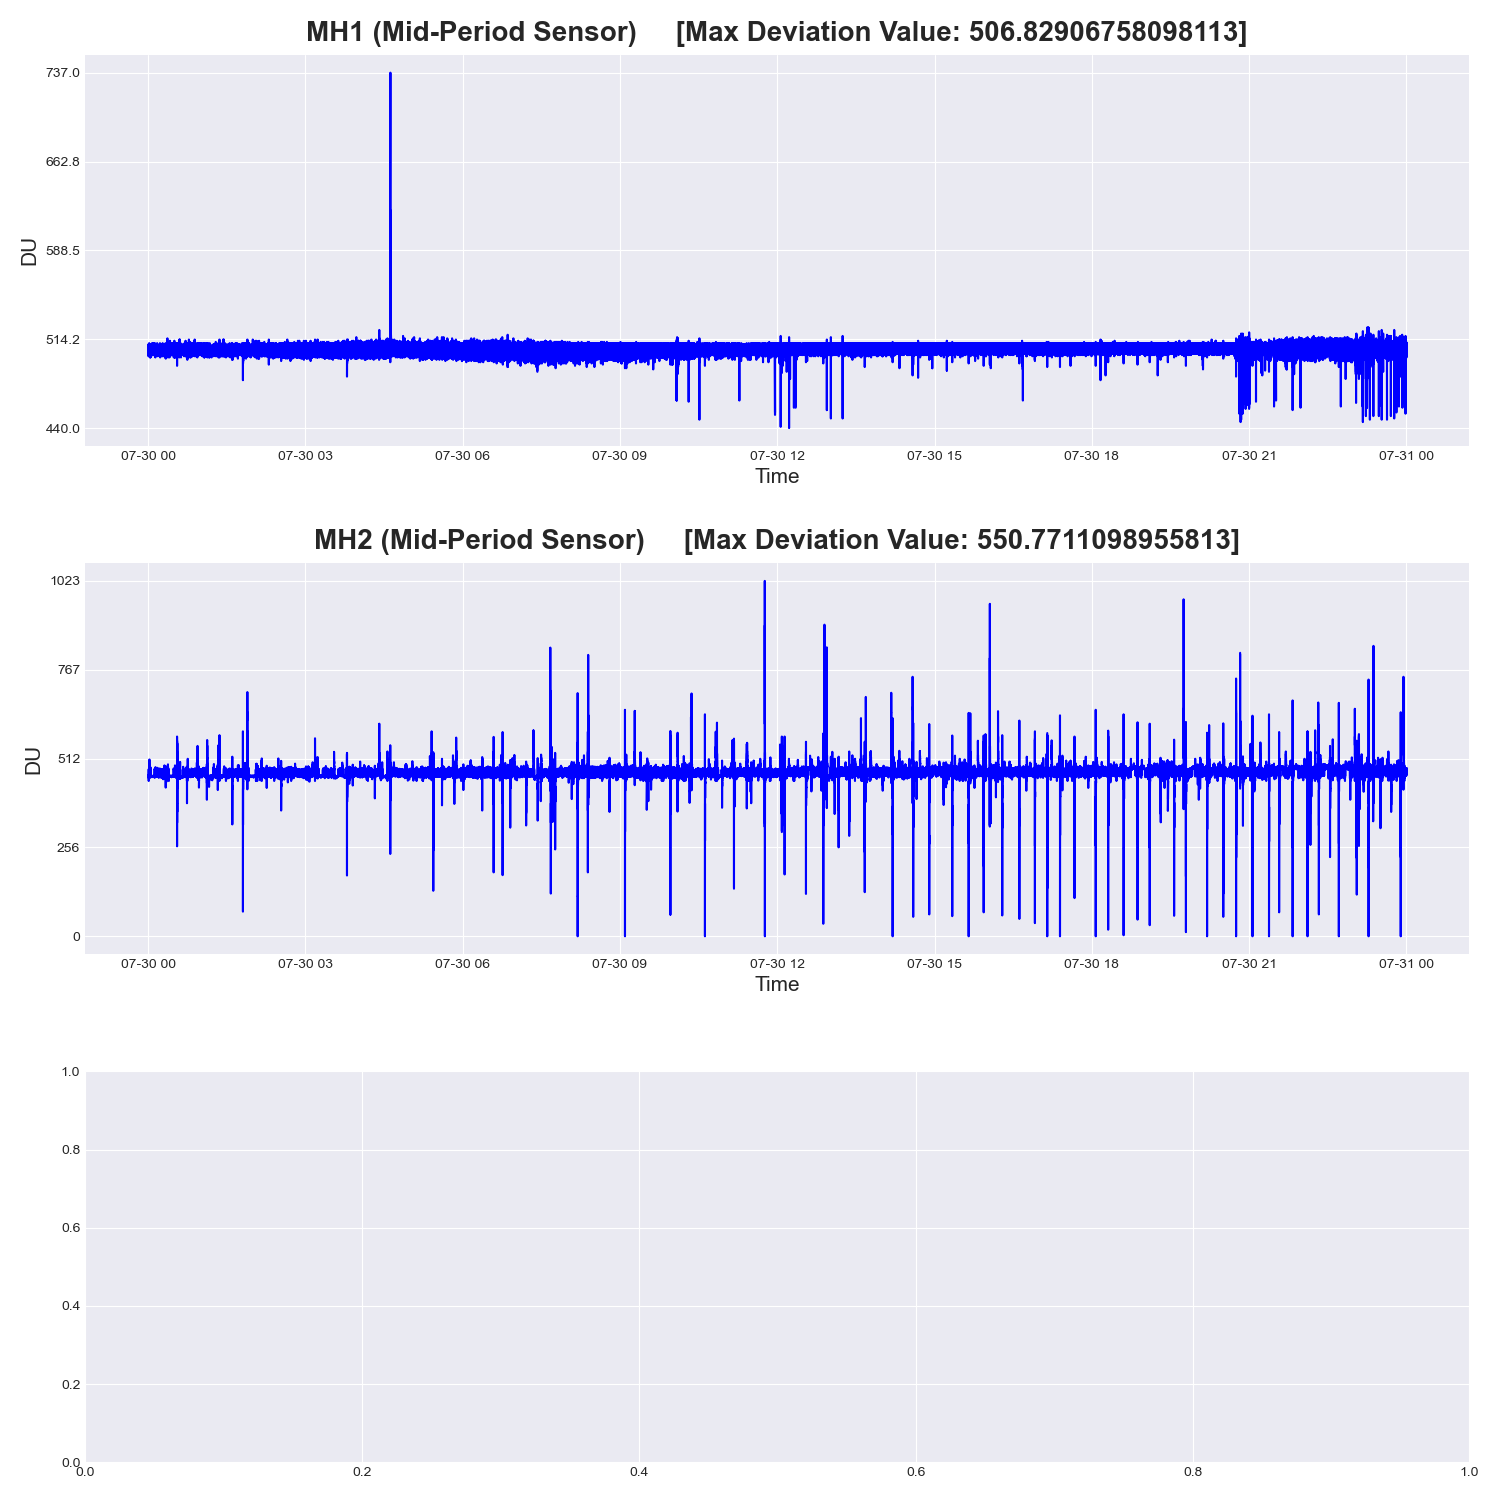 MH1 (Mid-Period Sensor) [Max Deviation Value: 506.82906758098113]
737.0
662.8
588.5
514.2
440.0
DU
07-30 00 07-30 03 07-30 06 07-30 09 07-30 12 07-30 15 07-30 18 07-30 21 07-31 00
Time
MH2 (Mid-Period Sensor) [Max Deviation Value: 550.7711098955813]
1023
767
512
256
0
DU
07-30 00 07-30 03 07-30 06 07-30 09 07-30 12 07-30 15 07-30 18 07-30 21 07-31 00
Time
1.0
0.8
0.6
0.4
0.2
0.0
0.0 0.2 0.4 0.6 0.8 1.0